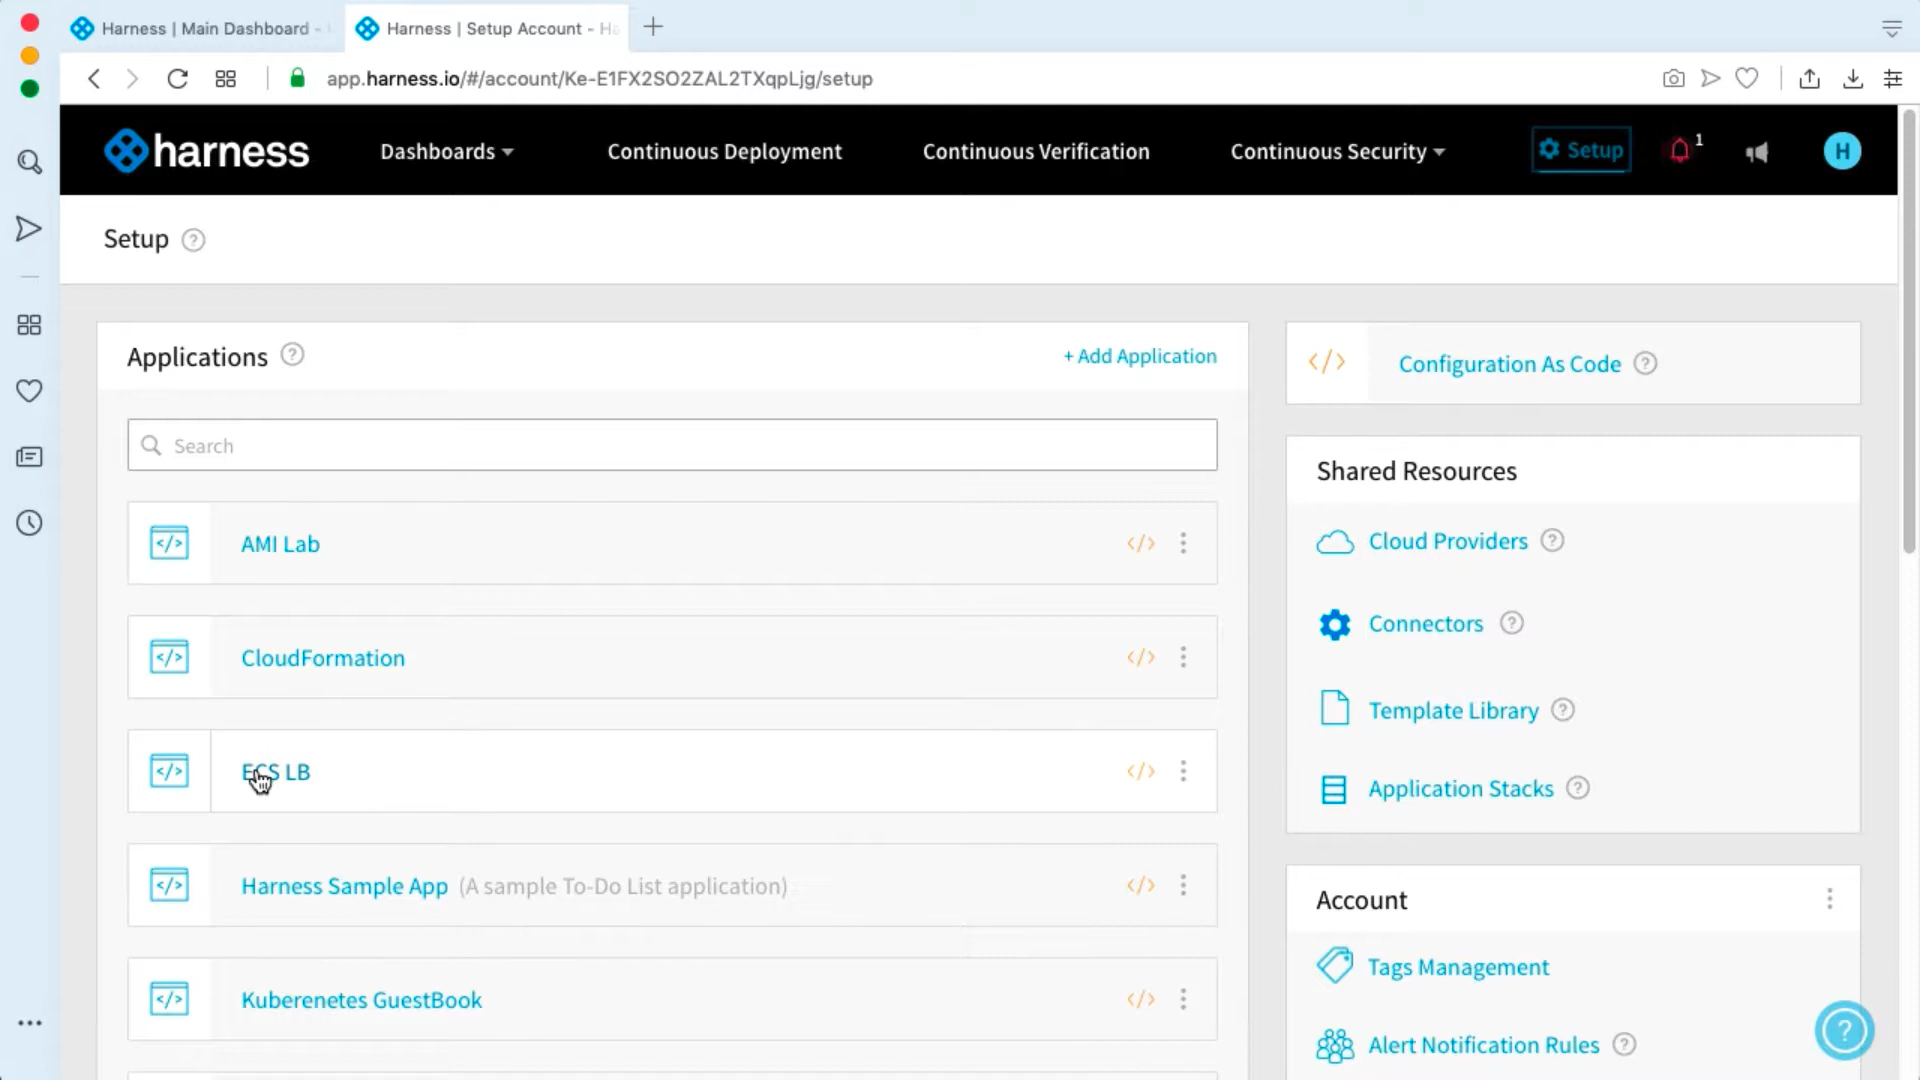 Harness | Main Dashboard -
Harness | Setup Account - Ha
app.harness.io/#/account/Ke-E1FX2SO2ZAL2TXqpLjg/setup
harness
Dashboards
Continuous Deployment
Continuous Verification
Continuous Security
Setup
1
H
Setup ?
Applications ?
+ Add Application
Search
AMI Lab
</>
CloudFormation
</>
ECS LB
</>
Harness Sample App (A sample To-Do List application)
</>
Kuberenetes GuestBook
</>
</> Configuration As Code ?
Shared Resources
Cloud Providers ?
Connectors ?
Template Library ?
Application Stacks ?
Account
Tags Management
Alert Notification Rules ?
?